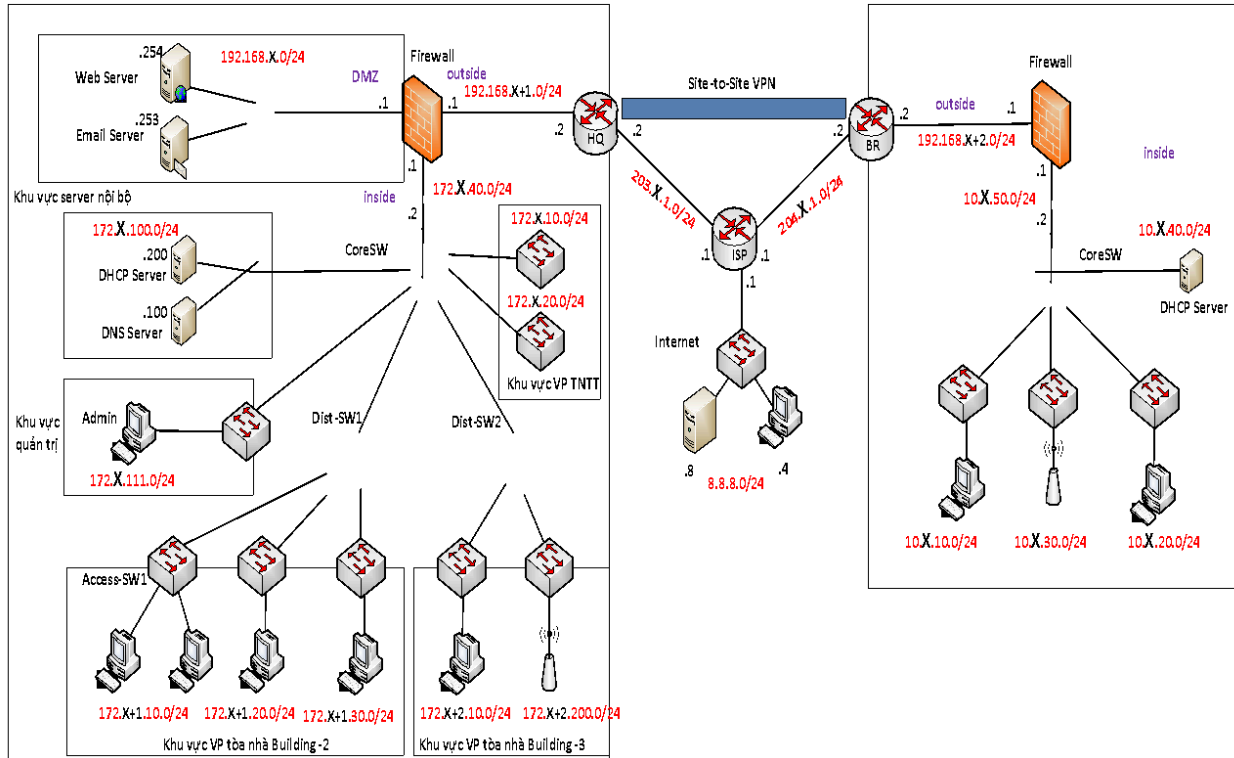 .254
Web Server
192.168.X.0/24
.253
Email Server
DMZ
.1
Firewall
outside
.1
192.168.X+1.0/24
.2
HQ
.2
Site-to-Site VPN
.2
BR
.2
outside
192.168.X+2.0/24
Firewall
.1
inside
.1
10.X.50.0/24
.2
10.X.40.0/24
CoreSW
DHCP Server
Khu vực server nội bộ
.1
inside
172.X.40.0/24
.2
203.X.1.0/24
204.X.1.0/24
.1
ISP
.1
.1
172.X.100.0/24
.200
DHCP Server
.100
DNS Server
CoreSW
172.X.10.0/24
172.X.20.0/24
Khu vực VP TNTT
Internet
.8
.4
8.8.8.0/24
Khu vực
quản trị
Admin
172.X.111.0/24
Dist-SW1
Dist-SW2
10.X.10.0/24
10.X.30.0/24
10.X.20.0/24
Access-SW1
172.X+1.10.0/24
172.X+1.20.0/24
172.X+1.30.0/24
172.X+2.10.0/24
172.X+2.200.0/24
Khu vực VP tòa nhà Building -2
Khu vực VP tòa nhà Building -3